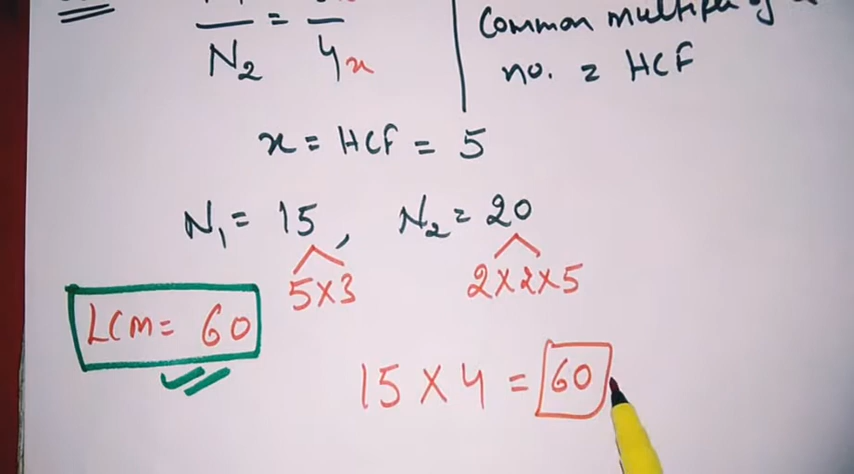 N₂ = 4x
Common
no. = HCF
x = HCF = 5
N₁ = 15, N₂ = 20
5×3 2×2×5
LCM = 60
15 × 4 = 60